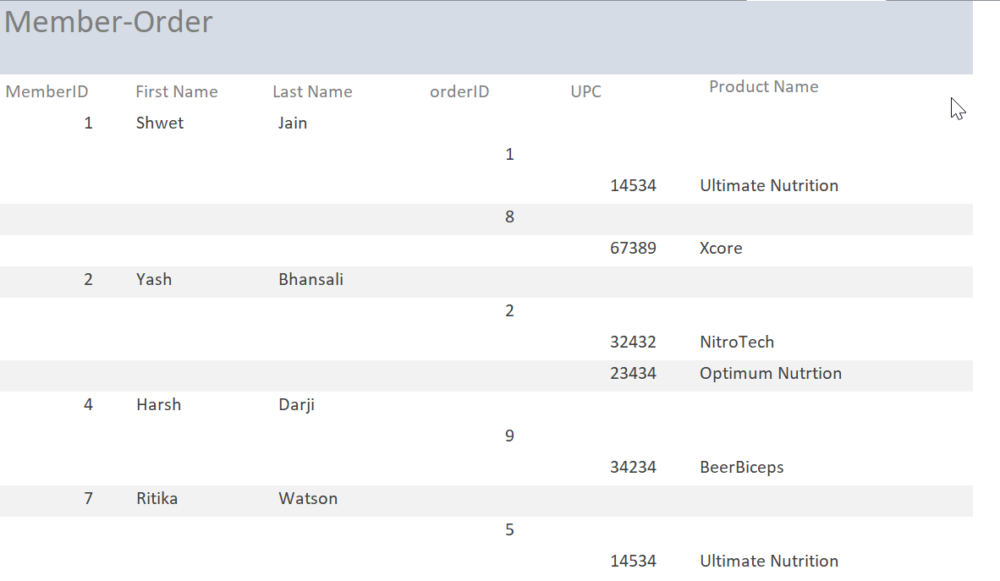 Member-Order
MemberID First Name Last Name orderID UPC Product Name
1 Shwet Jain
1
14534 Ultimate Nutrition
8
67389 Xcore
2 Yash Bhansali
2
32432 NitroTech
23434 Optimum Nutrtion
4 Harsh Darji
9
34234 BeerBiceps
7 Ritika Watson
5
14534 Ultimate Nutrition